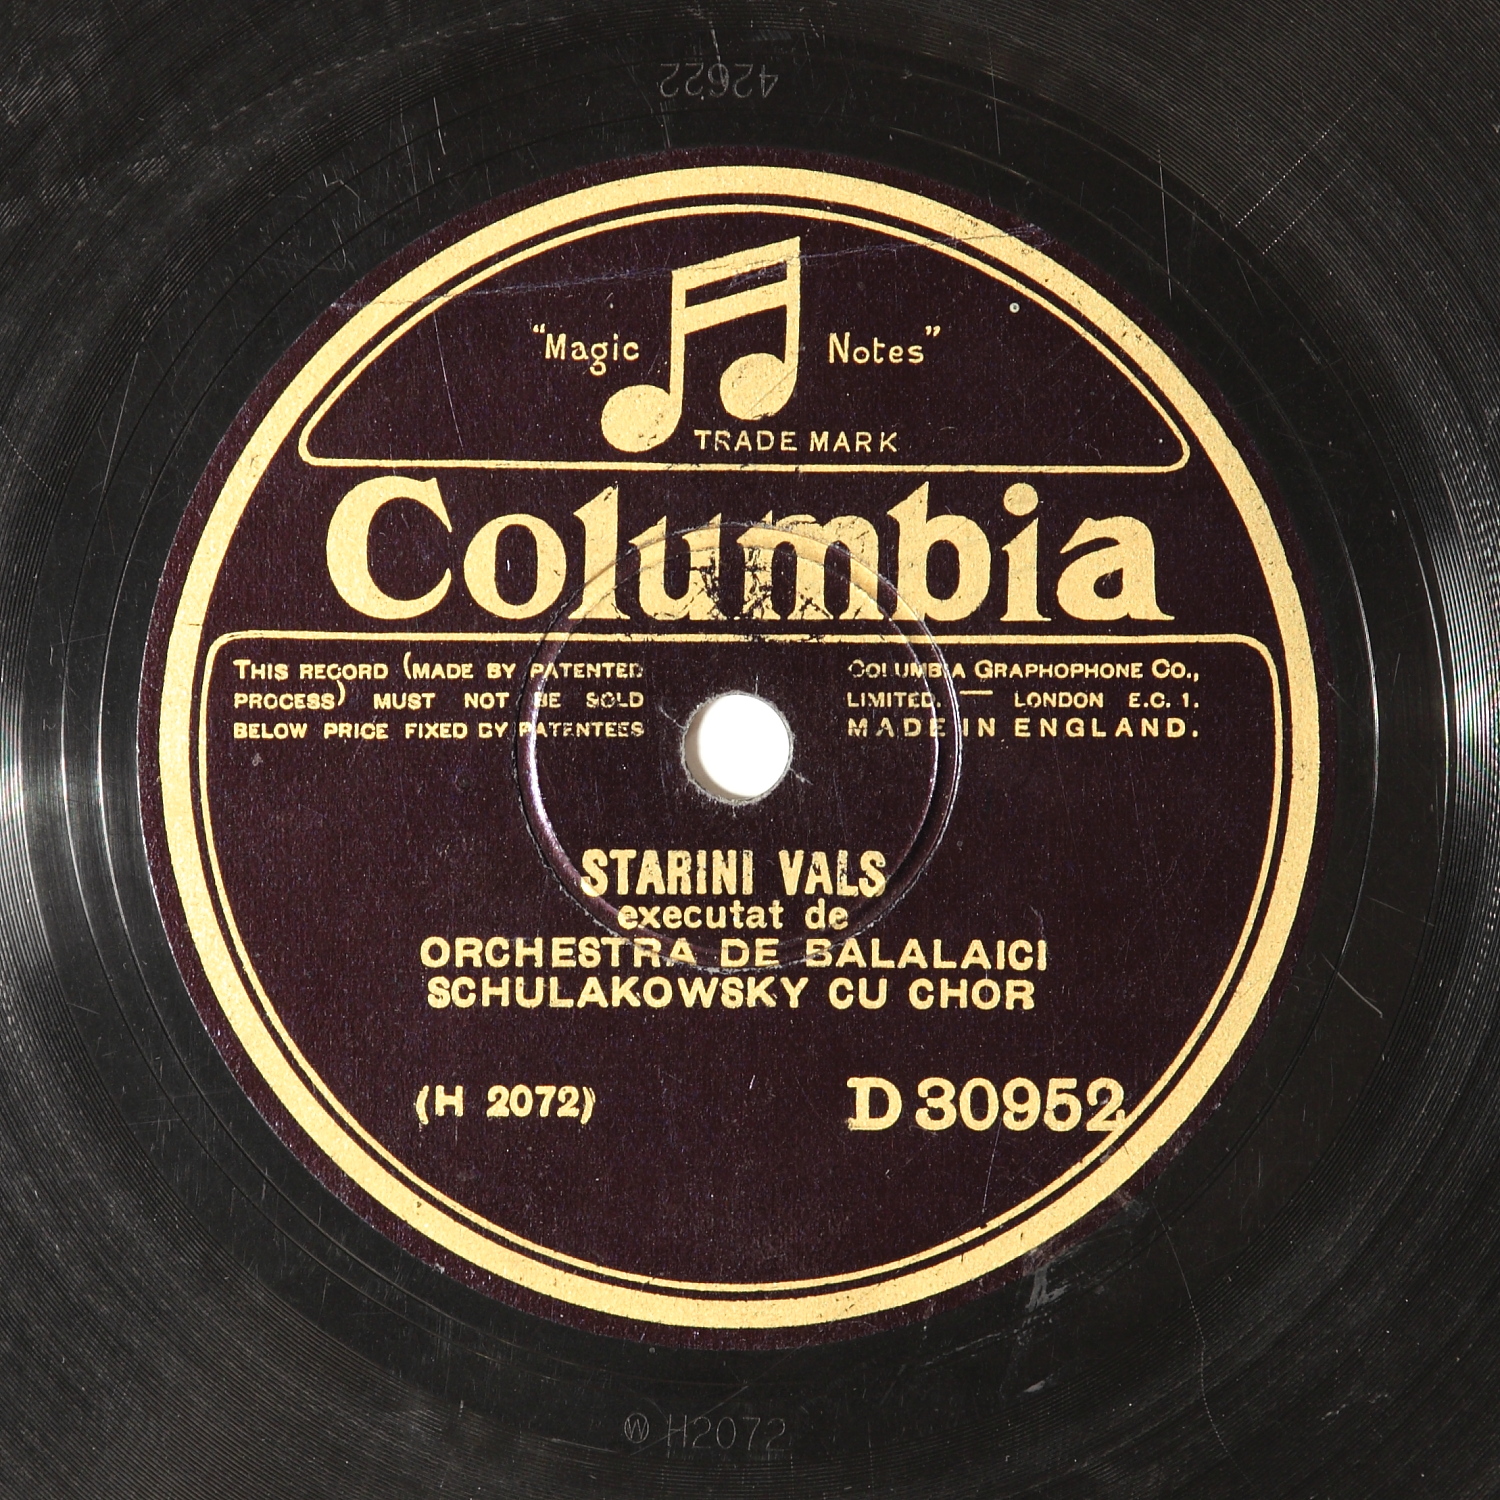 42622
“Magic Notes”
TRADE MARK
Columbia
THIS RECORD (MADE BY PATENTED
PROCESS) MUST NOT BE SOLD
BELOW PRICE FIXED BY PATENTEES
COLUMBIA GRAPHOPHONE CO.,
LIMITED. — LONDON E.C. 1.
MADE IN ENGLAND.
STARINI VALS
executat de
ORCHESTRA DE BALALAICI
SCHULAKOWSKY CU CHOR
(H 2072)
D 30952
Ⓦ H2072